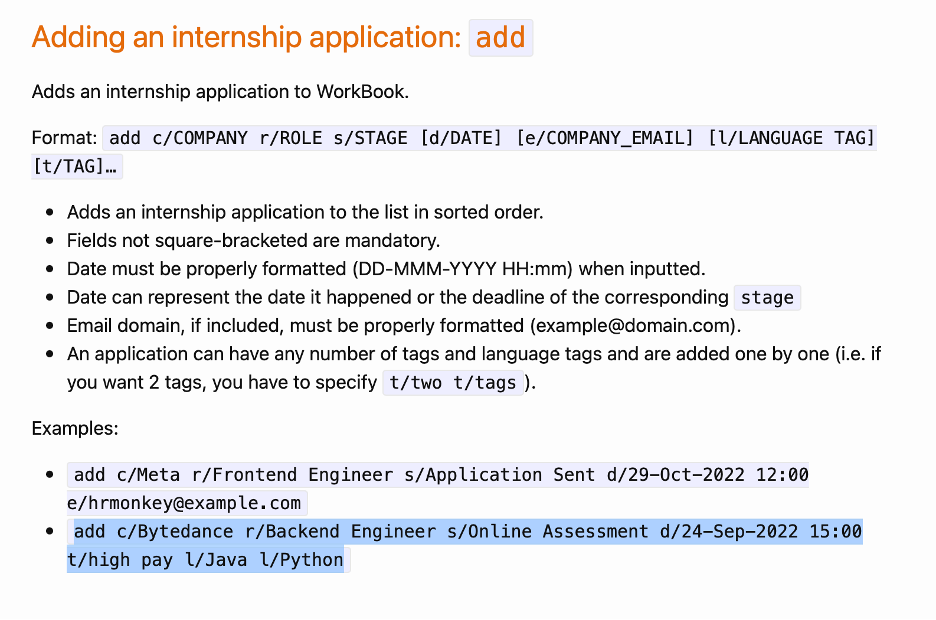 Adding an internship application: add
Adds an internship application to WorkBook.
Format: add c/COMPANY r/ROLE s/STAGE [d/DATE] [e/COMPANY_EMAIL] [l/LANGUAGE TAG]
[t/TAG]…
• Adds an internship application to the list in sorted order.
• Fields not square-bracketed are mandatory.
• Date must be properly formatted (DD-MMM-YYYY HH:mm) when inputted.
• Date can represent the date it happened or the deadline of the corresponding stage
• Email domain, if included, must be properly formatted (example@domain.com).
• An application can have any number of tags and language tags and are added one by one (i.e. if
you want 2 tags, you have to specify t/two t/tags ).
Examples:
• add c/Meta r/Frontend Engineer s/Application Sent d/29-Oct-2022 12:00
e/hrmonkey@example.com
• add c/Bytedance r/Backend Engineer s/Online Assessment d/24-Sep-2022 15:00
t/high pay l/Java l/Python